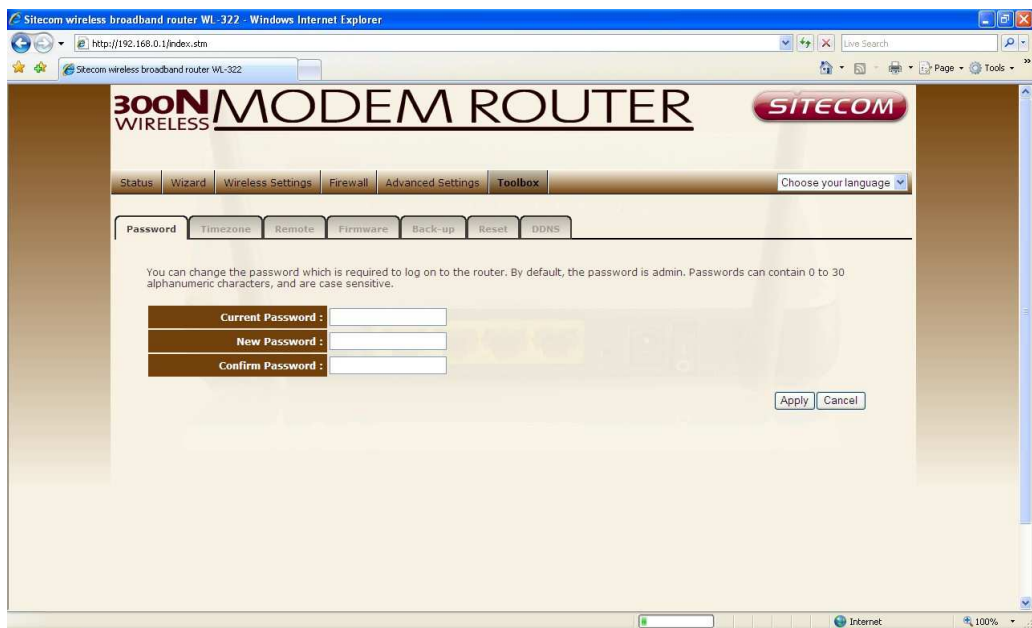 Sitecom wireless broadband router WL-322 - Windows Internet Explorer
http://192.168.0.1/index.stm
Live Search
Sitecom wireless broadband router WL-322
Page
Tools
300N WIRELESS MODEM ROUTER
SITECOM
Status Wizard Wireless Settings Firewall Advanced Settings Toolbox
Choose your language
Password Timezone Remote Firmware Back-up Reset DDNS
You can change the password which is required to log on to the router. By default, the password is admin. Passwords can contain 0 to 30
alphanumeric characters, and are case sensitive.
Current Password :
New Password :
Confirm Password :
Apply Cancel
Internet
100%